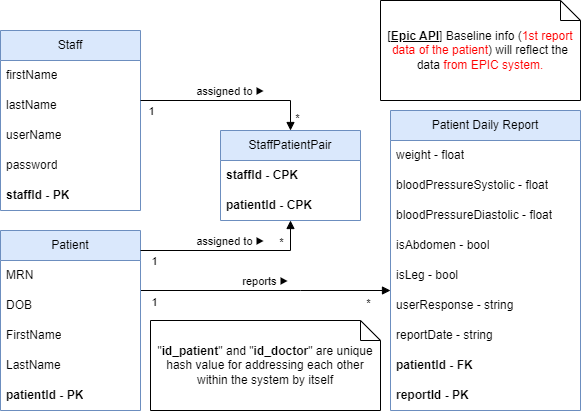 Staff
firstName
lastName
userName
password
staffId - PK
assigned to ▶
1
*
StaffPatientPair
staffId - CPK
patientId - CPK
[Epic API] Baseline info (1st report
data of the patient) will reflect the
data from EPIC system.
Patient Daily Report
weight - float
bloodPressureSystolic - float
bloodPressureDiastolic - float
isAbdomen - bool
isLeg - bool
userResponse - string
reportDate - string
patientId - FK
reportId - PK
Patient
MRN
DOB
FirstName
LastName
patientId - PK
assigned to ▶
1
*
reports ▶
1
*
"id_patient" and "id_doctor" are unique
hash value for addressing each other
within the system by itself